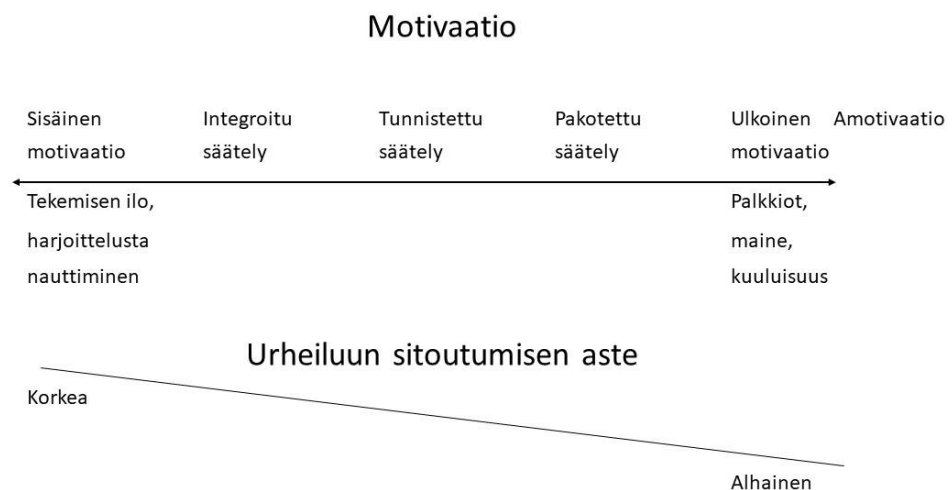 Motivaatio
Sisäinen motivaatio
Integroitu säätely
Tunnistettu säätely
Pakotettu säätely
Ulkoinen motivaatio
Amotivaatio
Tekemisen ilo,
harjoittelusta
nauttiminen
Palkkiot,
maine,
kuuluisuus
Urheiluun sitoutumisen aste
Korkea
Alhainen